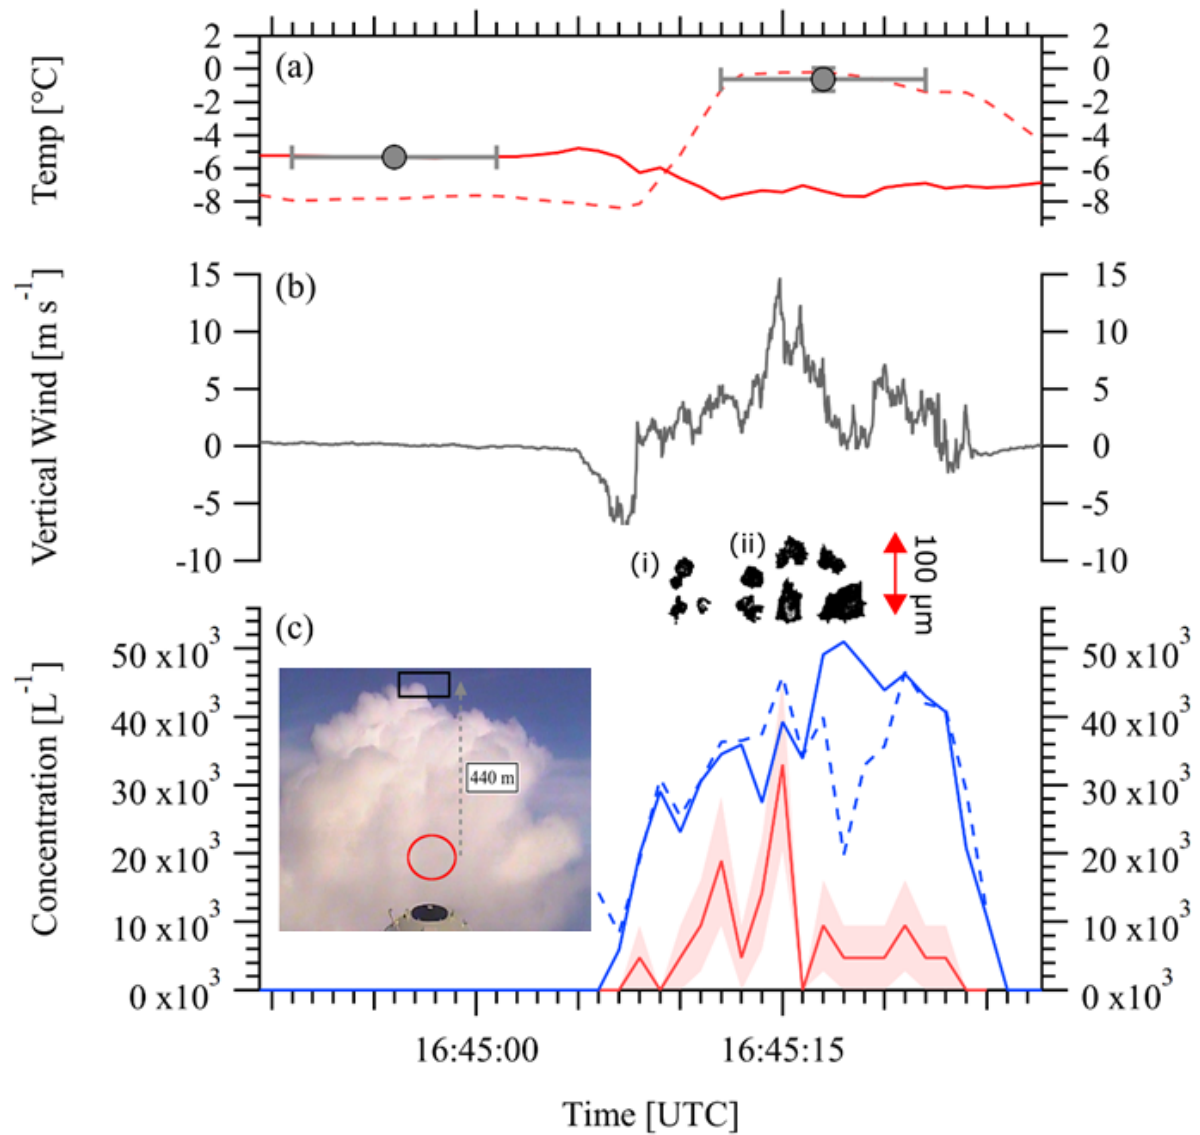 (a)
Temp [°C]
2 2
0 0
-2 -2
-4 -4
-6 -6
-8 -8
(b)
Vertical Wind [m s⁻¹]
15 15
10 10
5 5
0 0
-5 -5
-10 -10
(i) (ii) 100 µm
(c)
Concentration [L⁻¹]
50 x10³ 50 x10³
40 x10³ 40 x10³
440 m
30 x10³ 30 x10³
20 x10³ 20 x10³
10 x10³ 10 x10³
0 x10³ 0 x10³
16:45:00 16:45:15
Time [UTC]